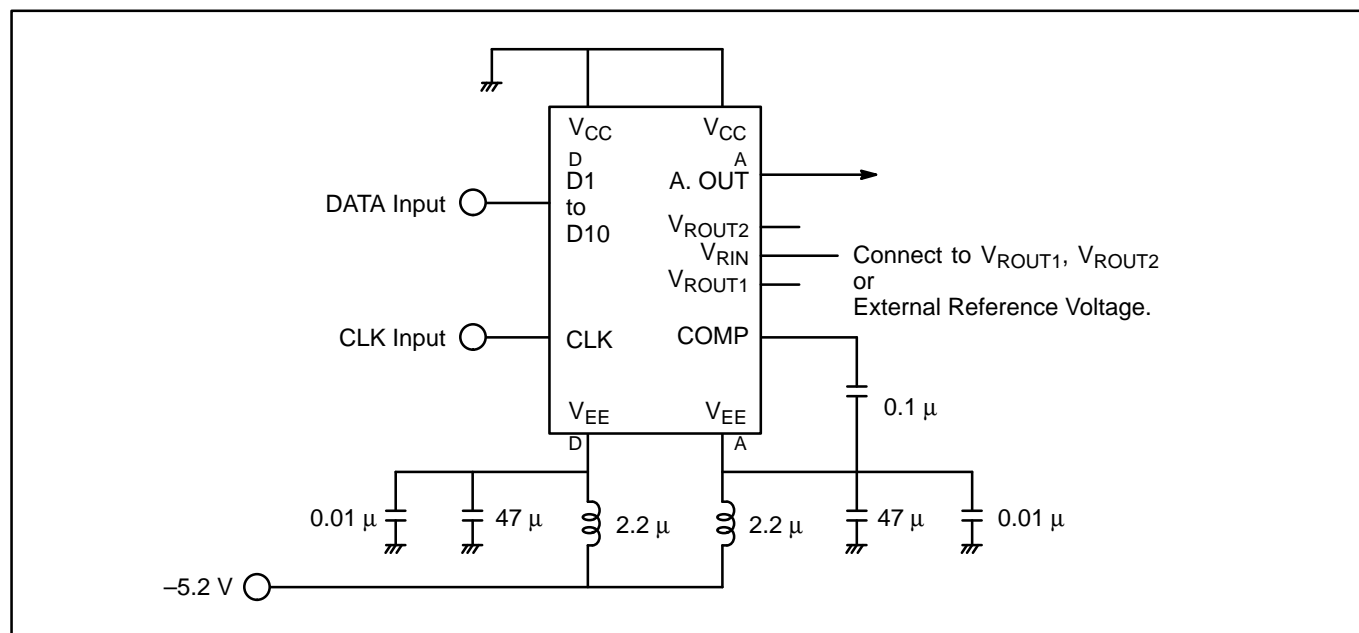 VCC
VCC
D
A
D1
to
D10
A. OUT
DATA Input
VROUT2
VRIN
VROUT1
Connect to VROUT1, VROUT2
or
External Reference Voltage.
CLK Input
CLK
COMP
0.1 μ
VEE
VEE
D
A
0.01 μ
47 μ
2.2 μ
2.2 μ
47 μ
0.01 μ
–5.2 V